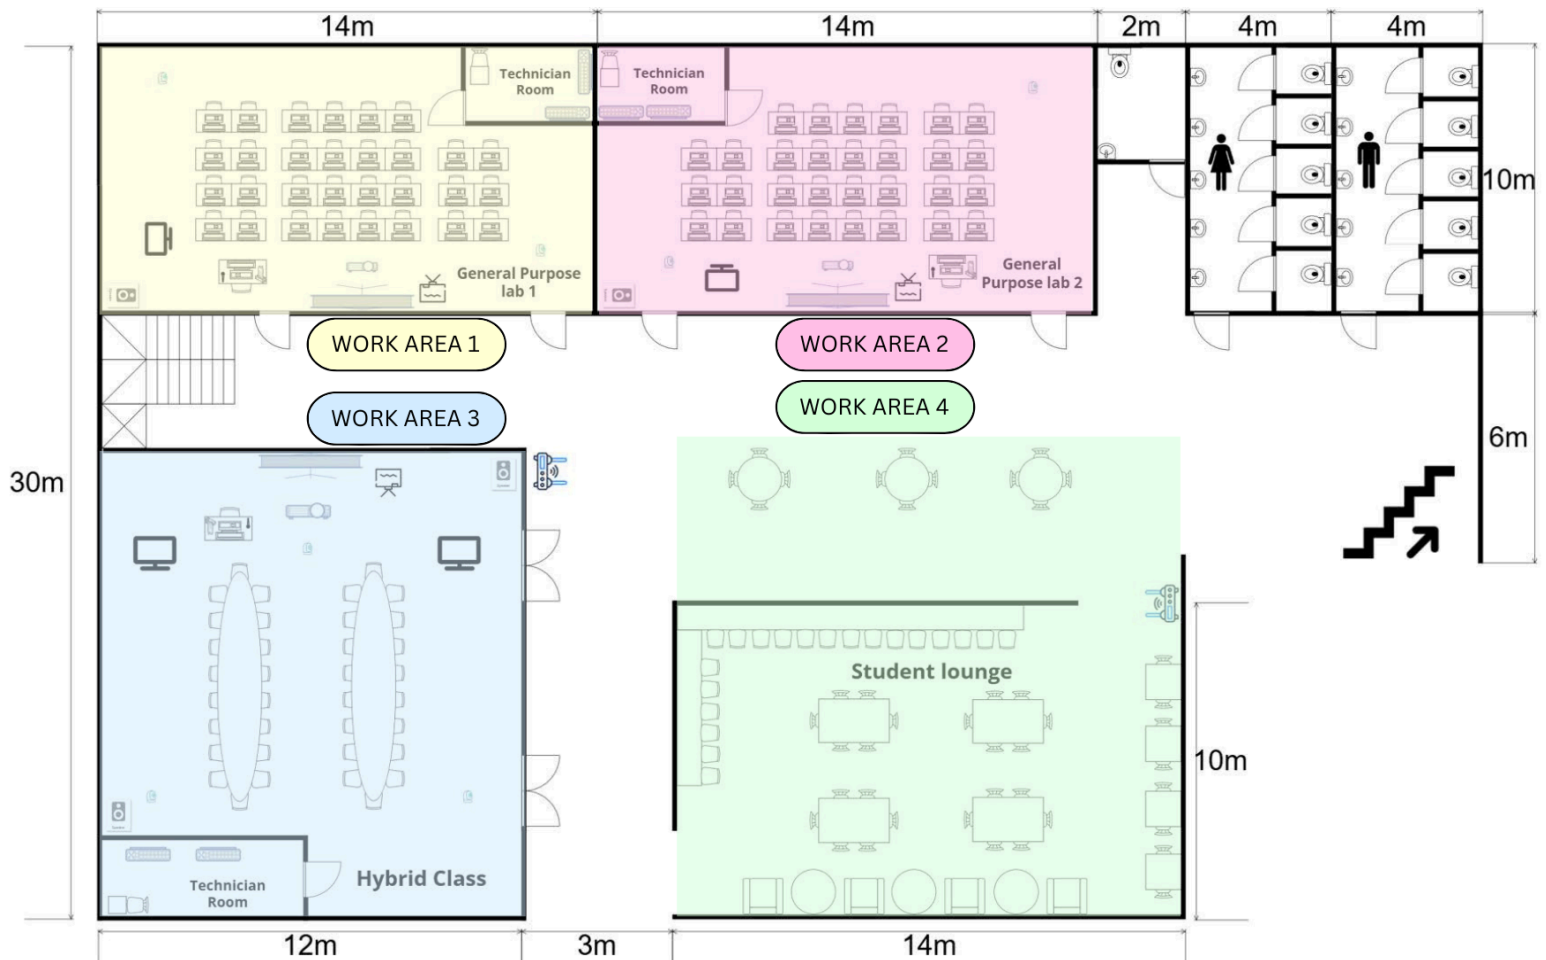 14m
14m
2m
4m
4m
Technician
Room
Technician
Room
10m
General Purpose
lab 1
General
Purpose lab 2
WORK AREA 1
WORK AREA 2
WORK AREA 3
WORK AREA 4
6m
30m
Student lounge
10m
Technician
Room
Hybrid Class
12m
3m
14m